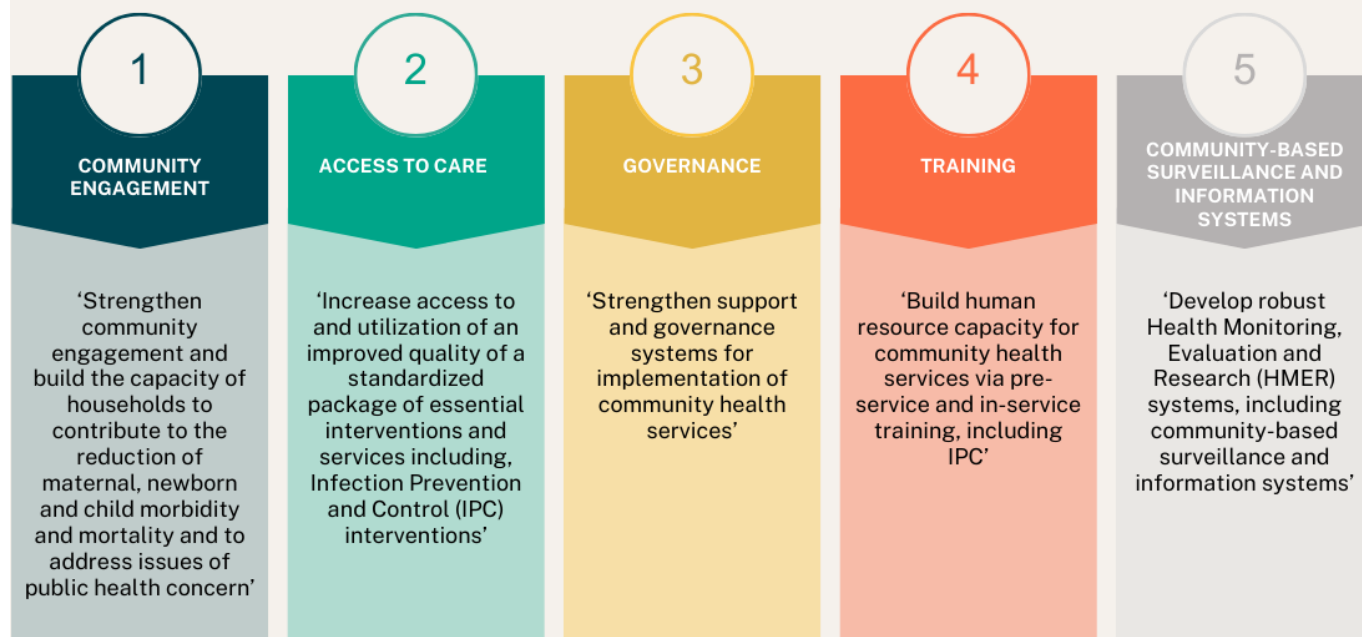 1
COMMUNITY
ENGAGEMENT
‘Strengthen
community
engagement and
build the capacity of
households to
contribute to the
reduction of
maternal, newborn
and child morbidity
and mortality and to
address issues of
public health concern’
2
ACCESS TO CARE
‘Increase access to
and utilization of an
improved quality of a
standardized
package of essential
interventions and
services including,
Infection Prevention
and Control (IPC)
interventions’
3
GOVERNANCE
‘Strengthen support
and governance
systems for
implementation of
community health
services’
4
TRAINING
‘Build human
resource capacity for
community health
services via pre-
service and in-service
training, including
IPC’
5
COMMUNITY-BASED
SURVEILLANCE AND
INFORMATION
SYSTEMS
‘Develop robust
Health Monitoring,
Evaluation and
Research (HMER)
systems, including
community-based
surveillance and
information systems’